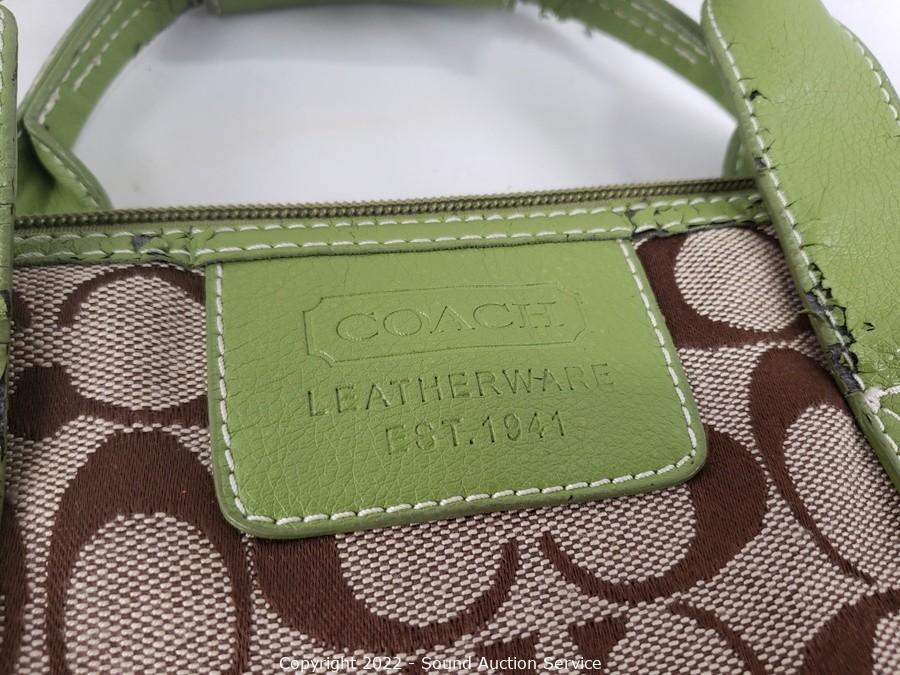 COACH
LEATHERWARE
EST.1941
Copyright 2022 - Sound Auction Service